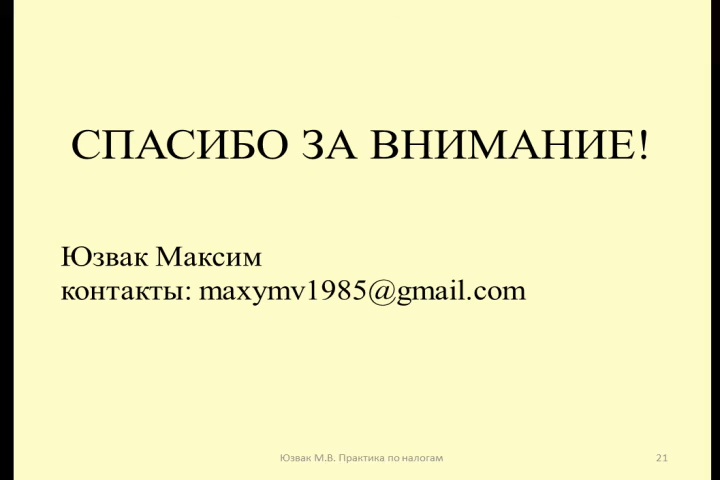 СПАСИБО ЗА ВНИМАНИЕ!
Юзвак Максим
контакты: maxymv1985@gmail.com
Юзвак М.В. Практика по налогам
21